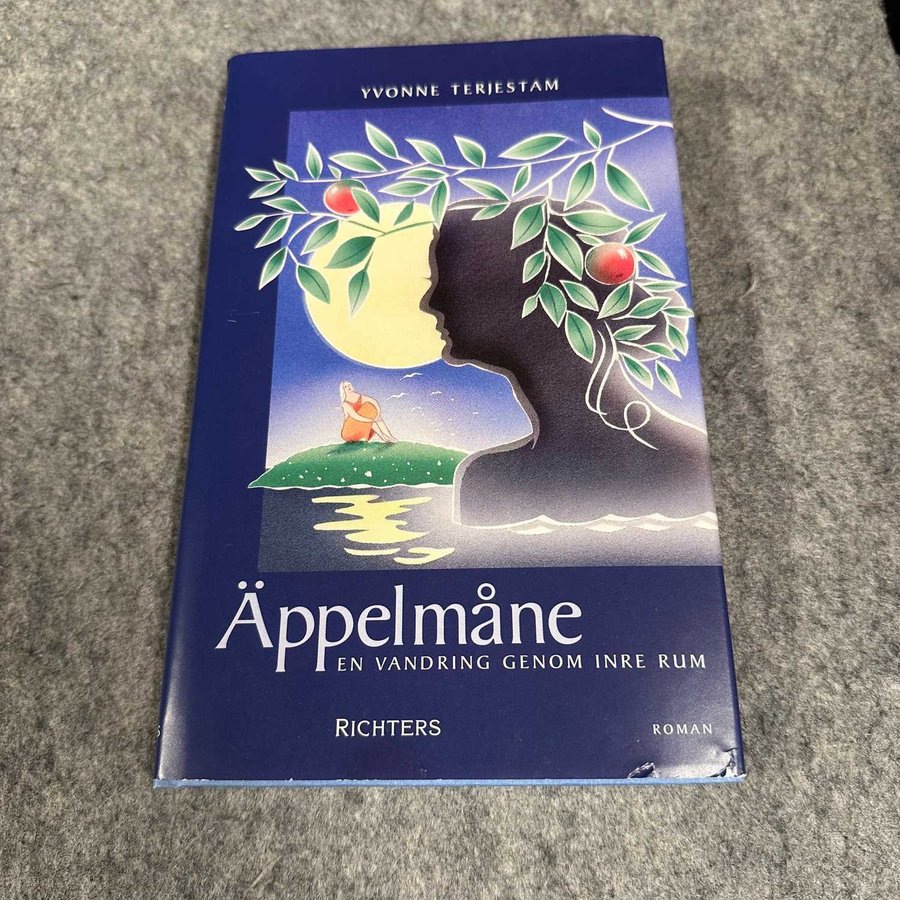 YVONNE TERJESTAM
Äppelmåne
EN VANDRING GENOM INRE RUM
RICHTERS
ROMAN